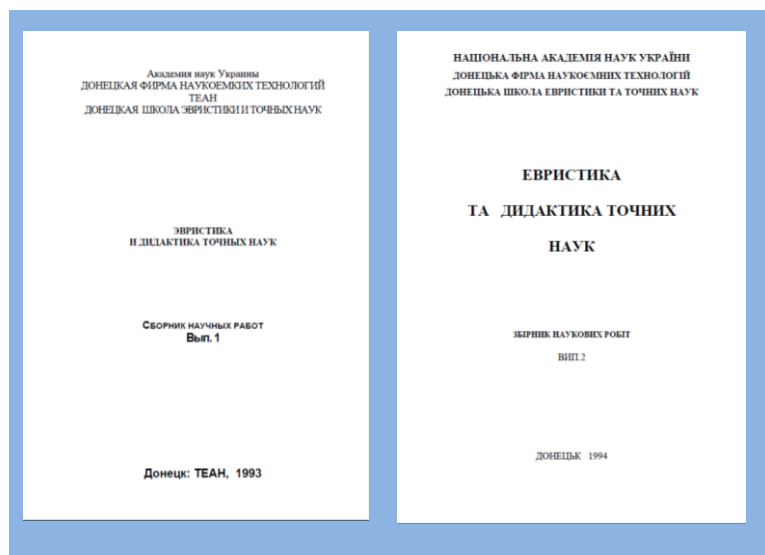 Академия наук Украины
ДОНЕЦКАЯ ФИРМА НАУКОЕМКИХ ТЕХНОЛОГИЙ
ТЕАН
ДОНЕЦКАЯ ШКОЛА ЭВРИСТИКИ И ТОЧНЫХ НАУК
ЭВРИСТИКА
И ДИДАКТИКА ТОЧНЫХ НАУК
СБОРНИК НАУЧНЫХ РАБОТ
Вып. 1
Донецк: ТЕАН, 1993
НАЦІОНАЛЬНА АКАДЕМІЯ НАУК УКРАЇНИ
ДОНЕЦЬКА ФІРМА НАУКОЄМНИХ ТЕХНОЛОГІЙ
ДОНЕЦЬКА ШКОЛА ЕВРИСТИКИ ТА ТОЧНИХ НАУК
ЕВРИСТИКА
ТА ДИДАКТИКА ТОЧНИХ
НАУК
ЗБІРНИК НАУКОВИХ РОБІТ
ВИП.2
ДОНЕЦЬК 1994